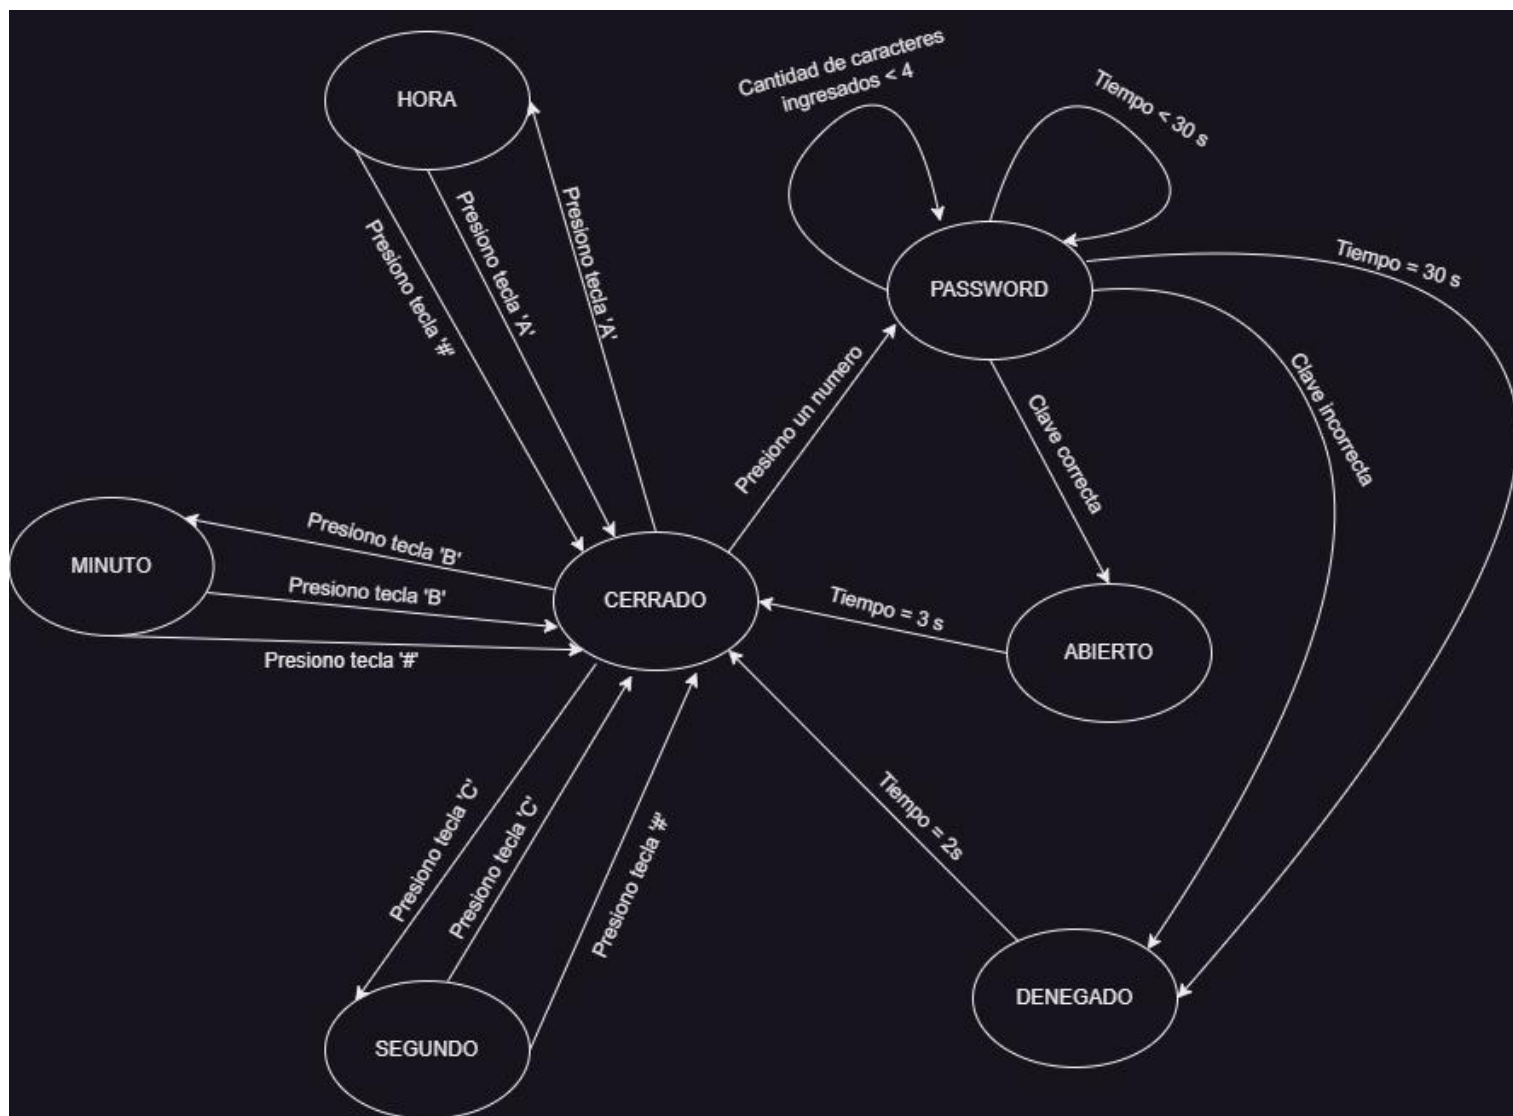 Cantidad de caracteres
ingresados < 4
Tiempo < 30 s
HORA
Presiono tecla '#'
Presiono tecla 'A'
Presiono tecla 'A'
PASSWORD
Tiempo = 30 s
Presiono un numero
Clave correcta
Clave incorrecta
MINUTO
Presiono tecla 'B'
Presiono tecla 'B'
Presiono tecla '#'
CERRADO
Tiempo = 3 s
ABIERTO
Presiono tecla 'C'
Presiono tecla 'C'
Presiono tecla '#'
Tiempo = 2s
DENEGADO
SEGUNDO